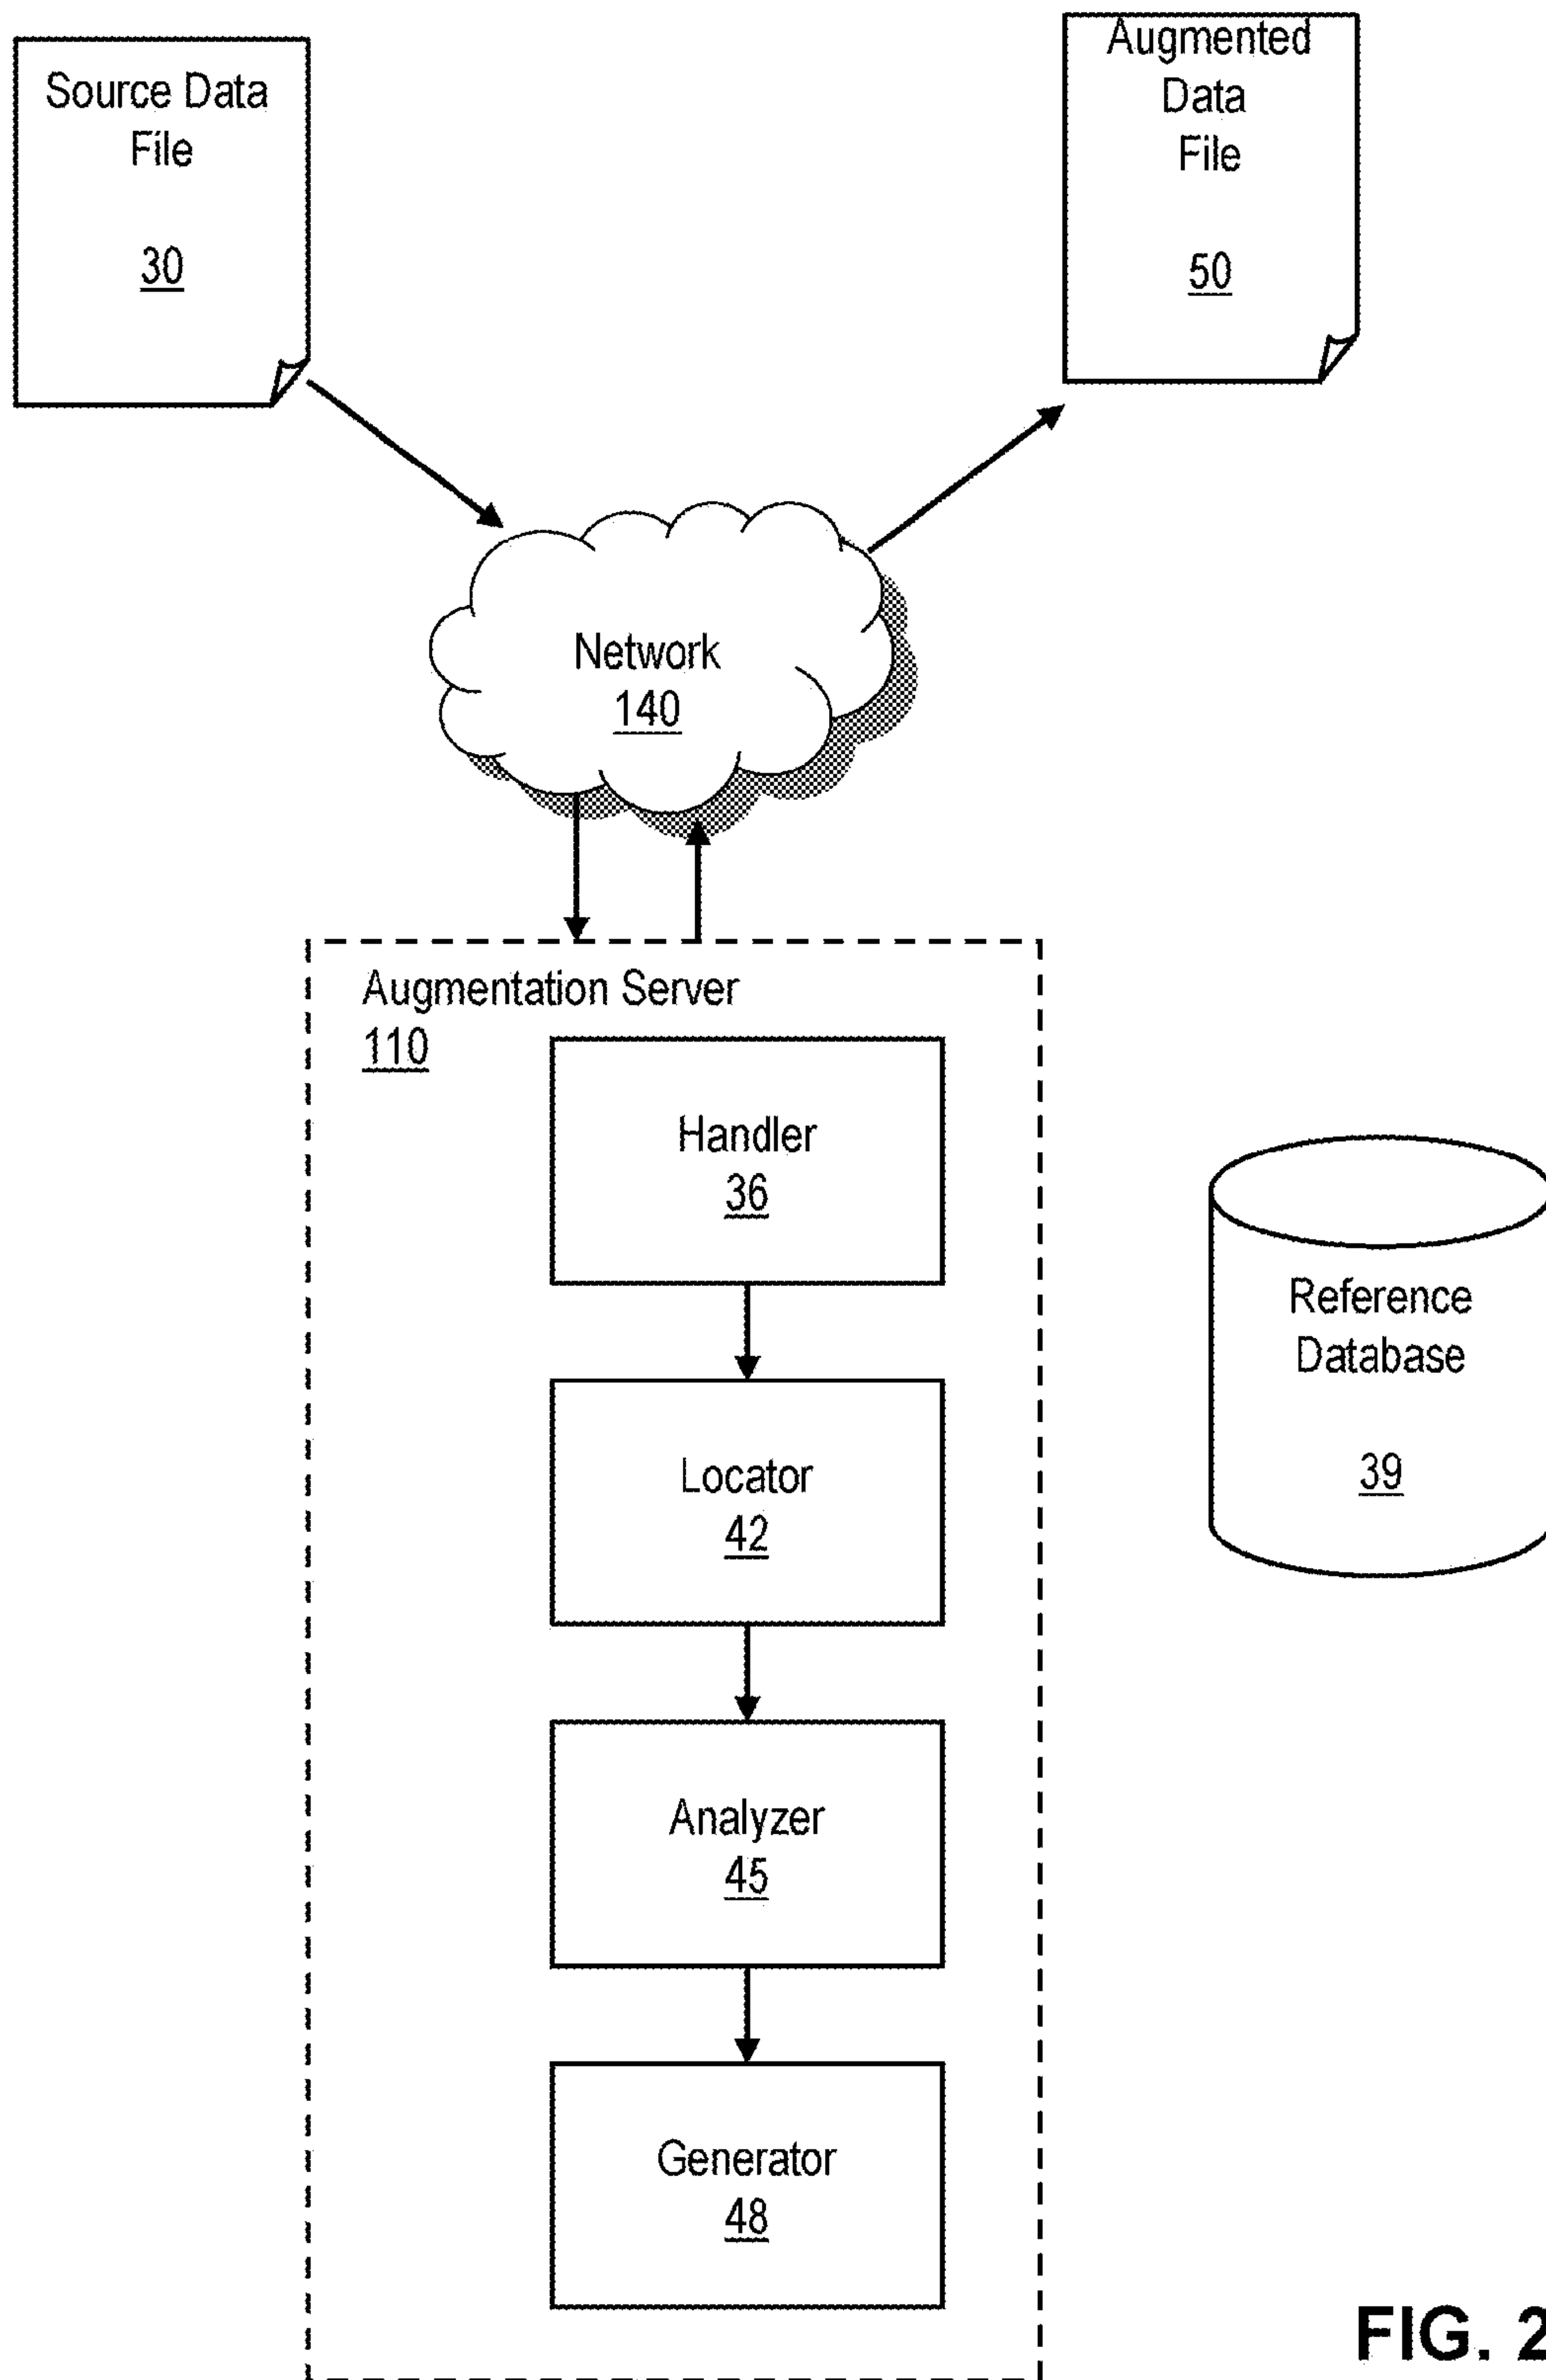 Source Data
File
30
Augmented
Data
File
50
Network
140
Augmentation Server
110
Handler
36
Locator
42
Analyzer
45
Generator
48
Reference
Database
39
FIG. 2